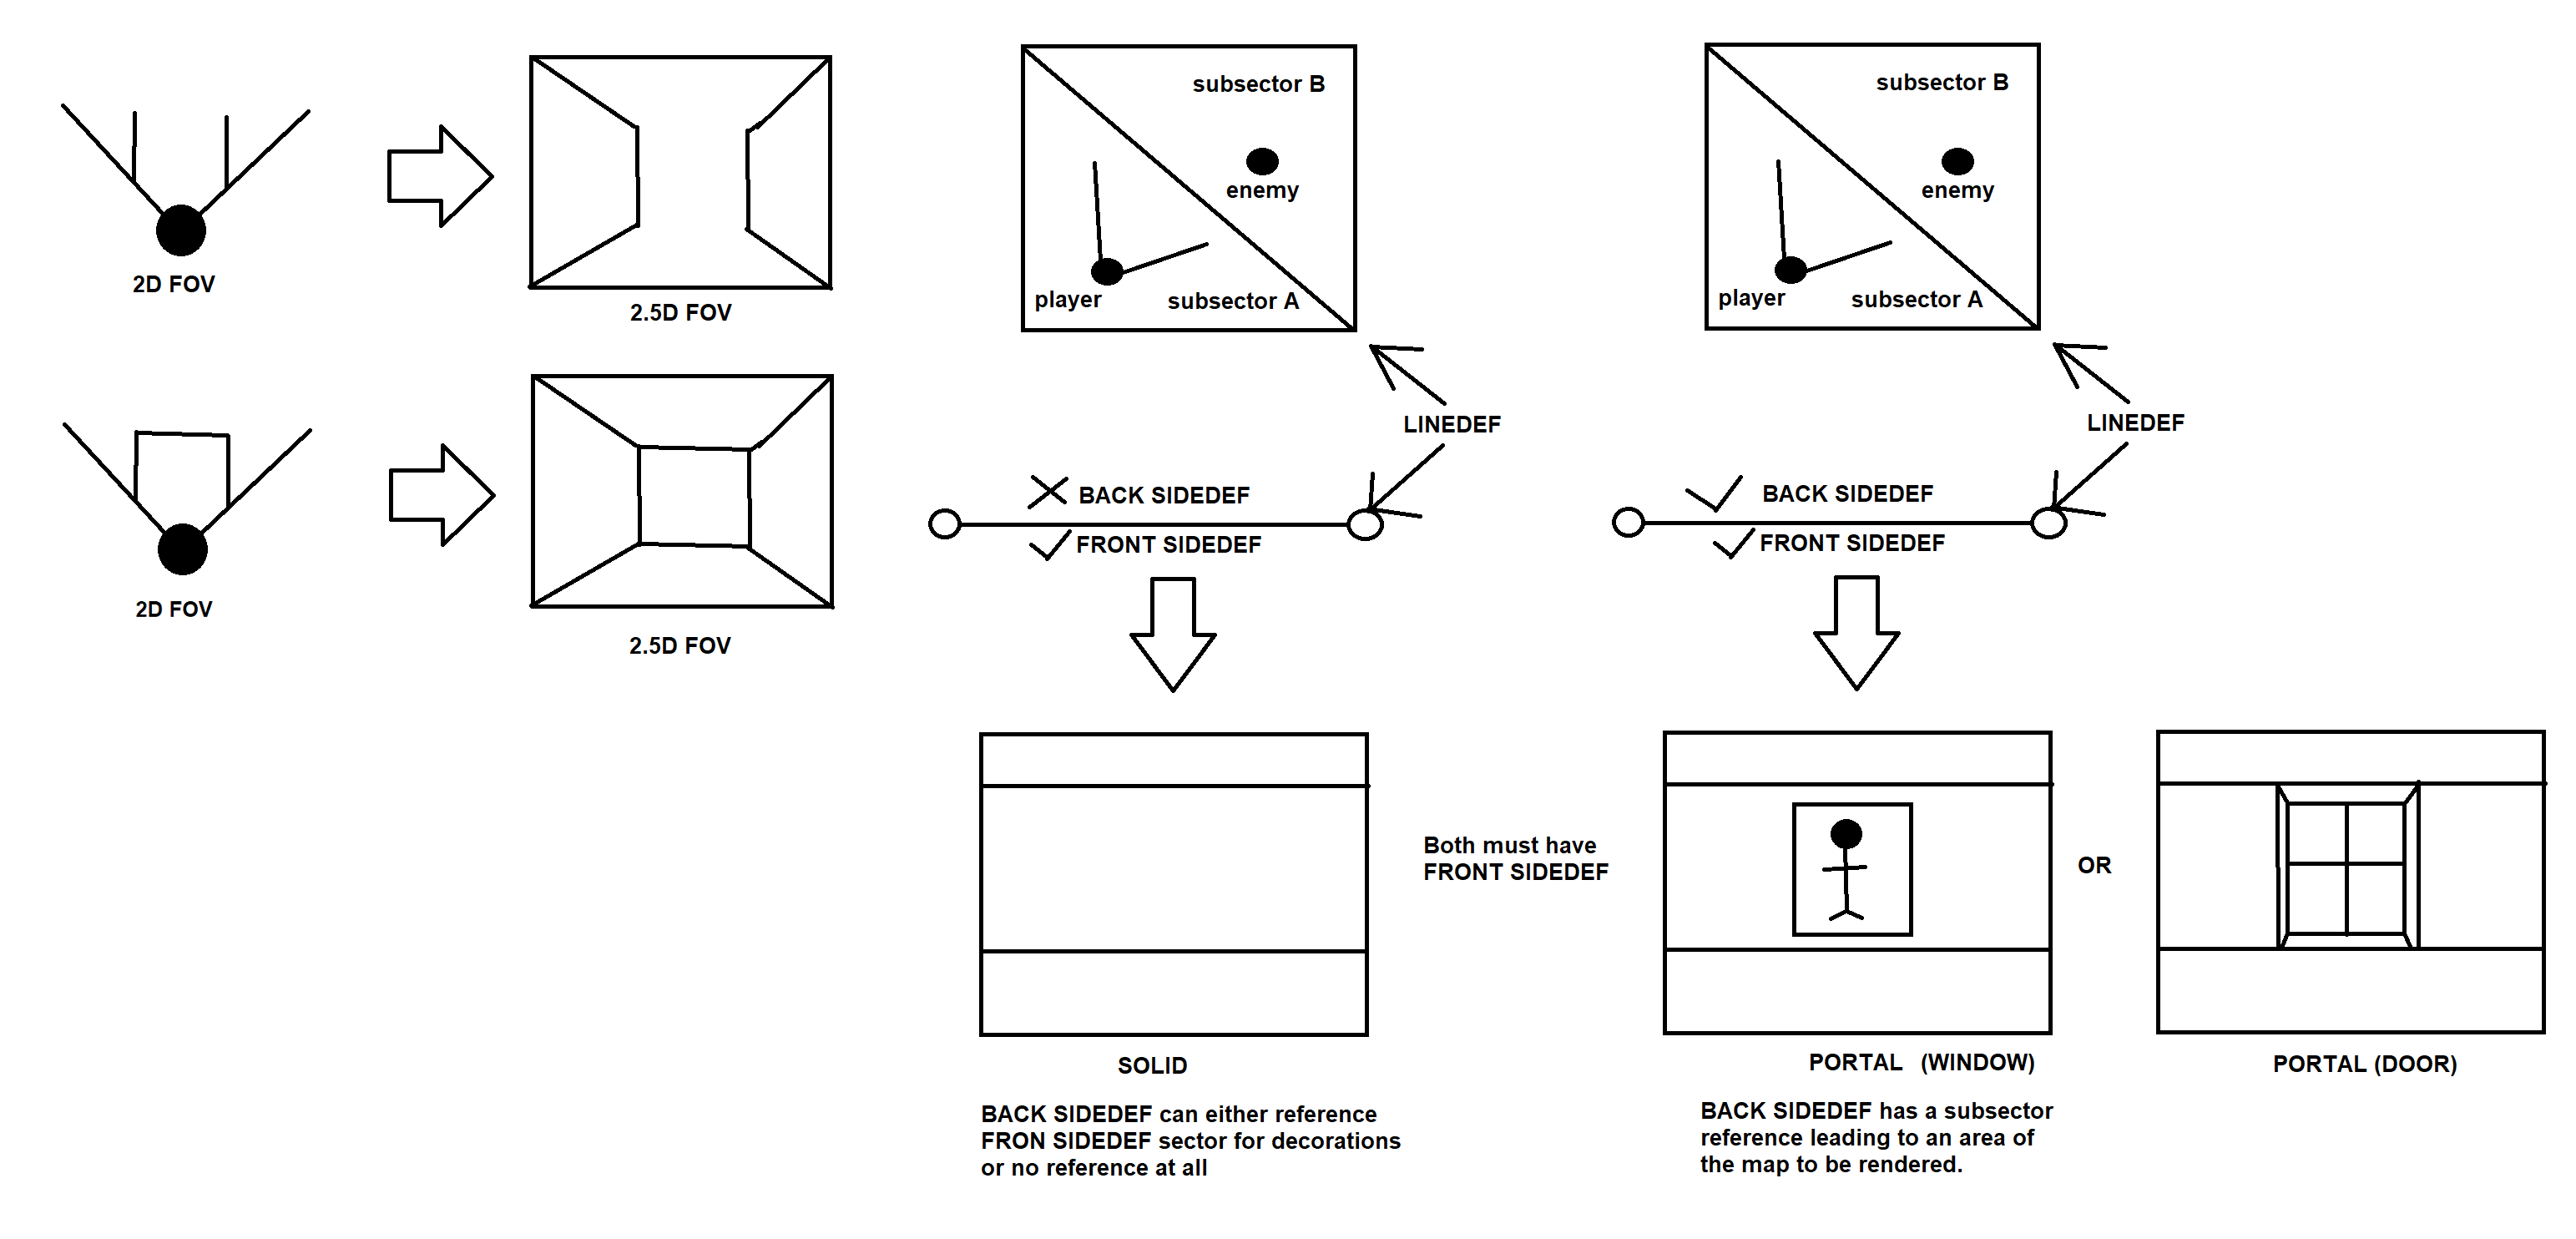 2D FOV
2.5D FOV
2D FOV
2.5D FOV
subsector B
enemy
player
subsector A
LINEDEF
BACK SIDEDEF
FRONT SIDEDEF
SOLID
BACK SIDEDEF can either reference
FRON SIDEDEF sector for decorations
or no reference at all
Both must have
FRONT SIDEDEF
subsector B
enemy
player
subsector A
LINEDEF
BACK SIDEDEF
FRONT SIDEDEF
OR
PORTAL (WINDOW)
PORTAL (DOOR)
BACK SIDEDEF has a subsector
reference leading to an area of
the map to be rendered.